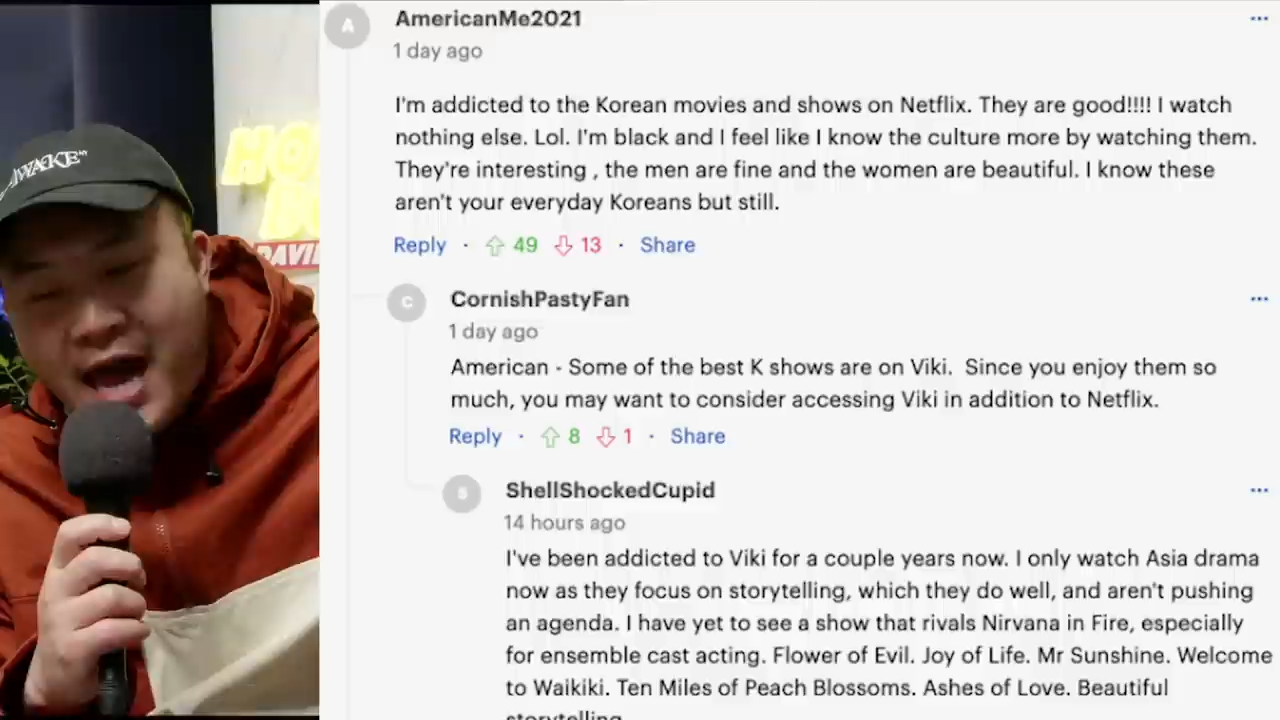 AmericanMe2021
1 day ago
I'm addicted to the Korean movies and shows on Netflix. They are good!!!! I watch
nothing else. Lol. I'm black and I feel like I know the culture more by watching them.
They're interesting , the men are fine and the women are beautiful. I know these
aren't your everyday Koreans but still.
Reply · 49 13 · Share
CornishPastyFan
1 day ago
American - Some of the best K shows are on Viki. Since you enjoy them so
much, you may want to consider accessing Viki in addition to Netflix.
Reply · 8 1 · Share
ShellShockedCupid
14 hours ago
I've been addicted to Viki for a couple years now. I only watch Asia drama
now as they focus on storytelling, which they do well, and aren't pushing
an agenda. I have yet to see a show that rivals Nirvana in Fire, especially
for ensemble cast acting. Flower of Evil. Joy of Life. Mr Sunshine. Welcome
to Waikiki. Ten Miles of Peach Blossoms. Ashes of Love. Beautiful
storytelling
A
C
AWAKE
DAVI